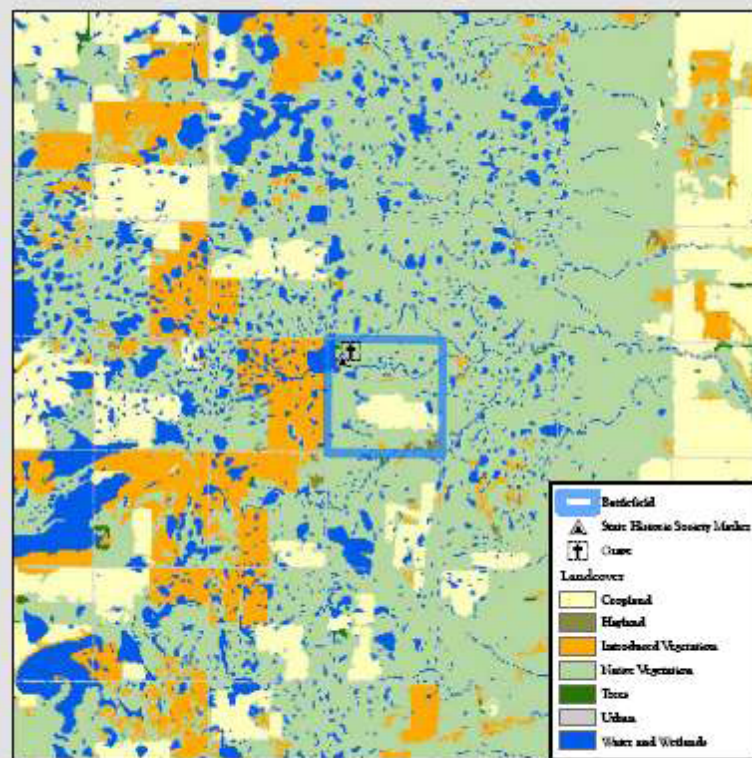 Battlefield
State Historic Society Marker
Grave
Landcover
Cropland
Hayland
Introduced Vegetation
Native Vegetation
Trees
Urban
Water and Wetlands